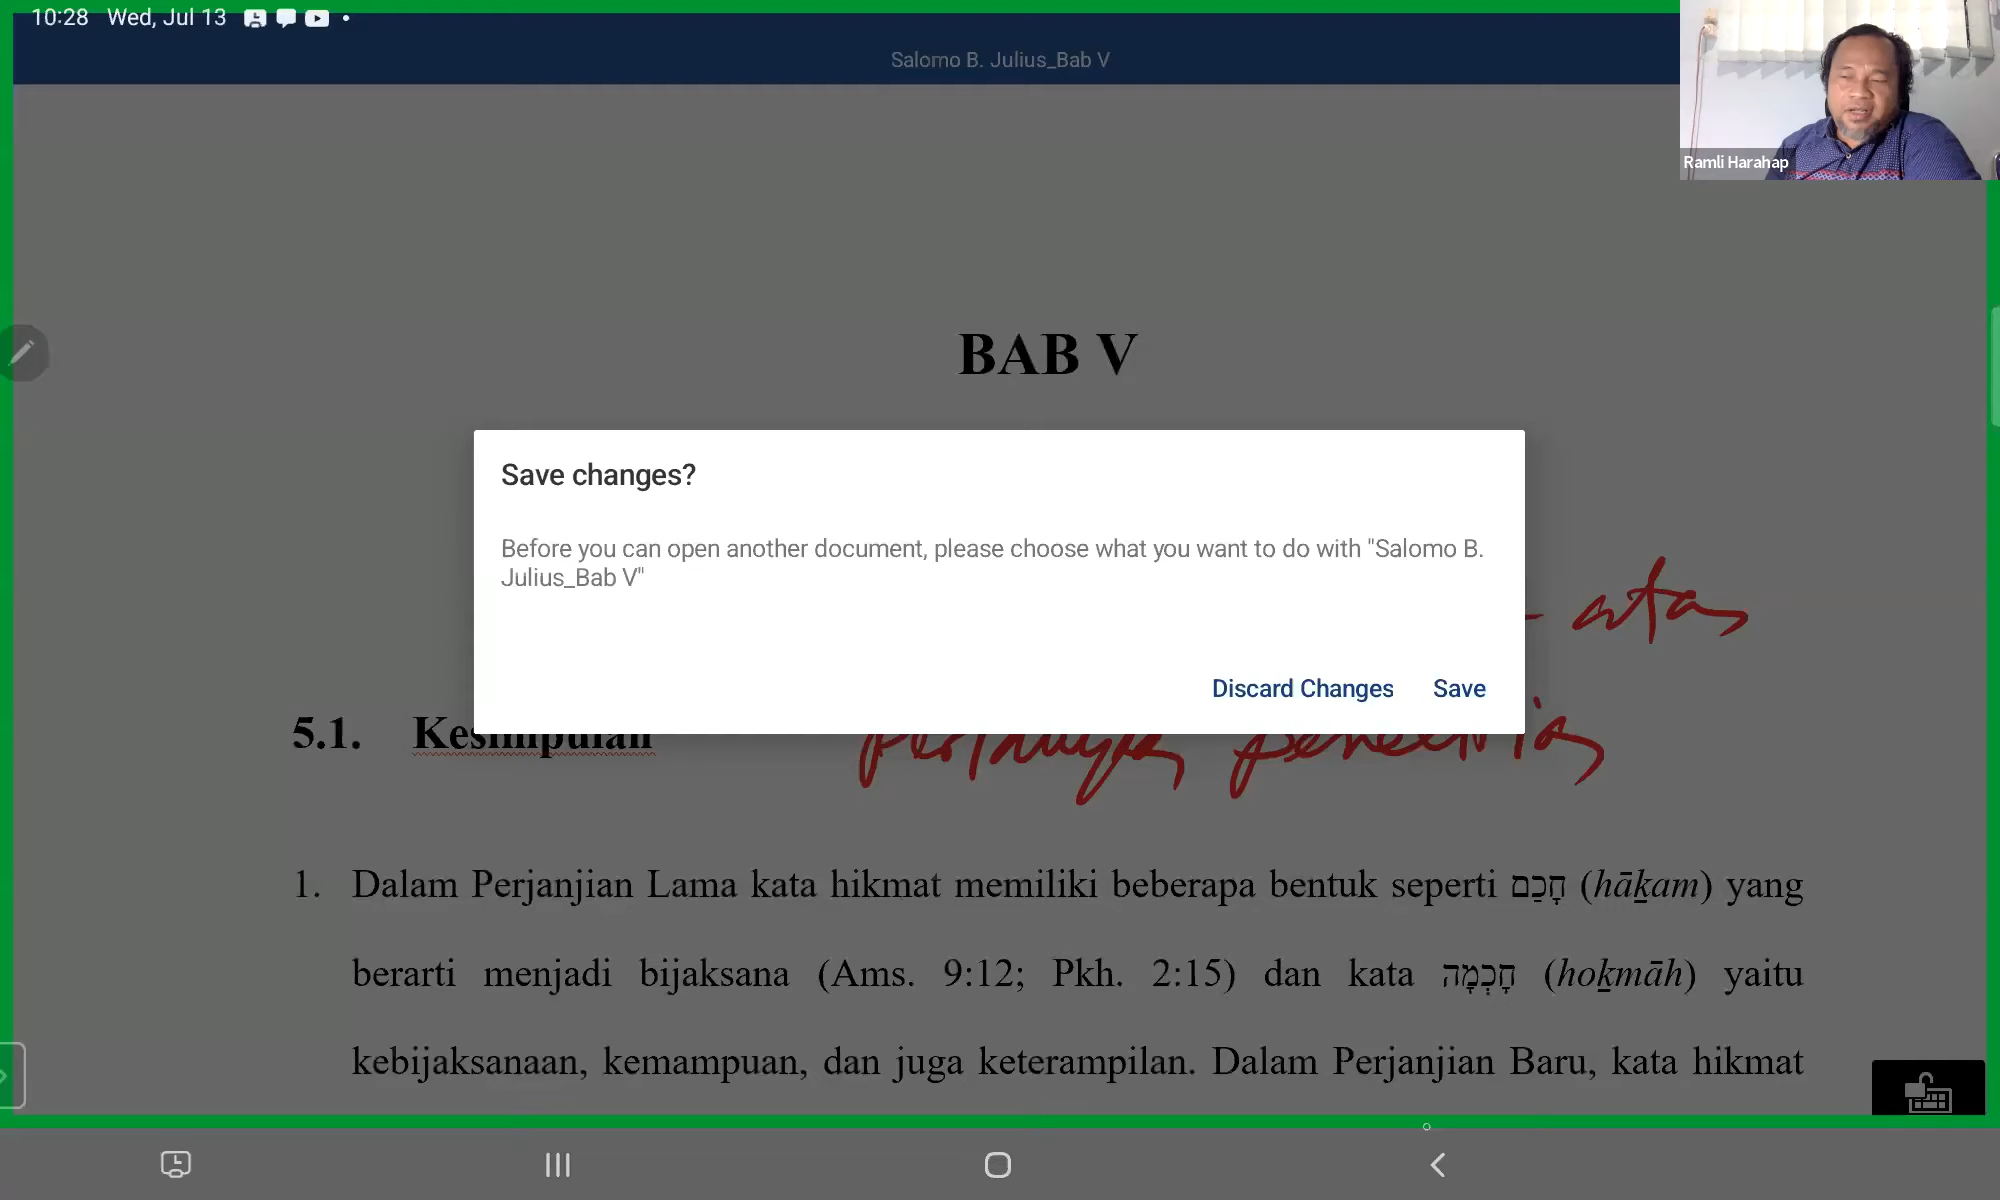 10:28 Wed, Jul 13
Salomo B. Julius_Bab V
Ramli Harahap
BAB V
Save changes?
Before you can open another document, please choose what you want to do with "Salomo B.
Julius_Bab V"
atas
Discard Changes Save
5.1. Kesimpulan
1. Dalam Perjanjian Lama kata hikmat memiliki beberapa bentuk seperti חָכַם (hāḵam) yang
berarti menjadi bijaksana (Ams. 9:12; Pkh. 2:15) dan kata חָכְמָה (hoḵmāh) yaitu
kebijaksanaan, kemampuan, dan juga keterampilan. Dalam Perjanjian Baru, kata hikmat